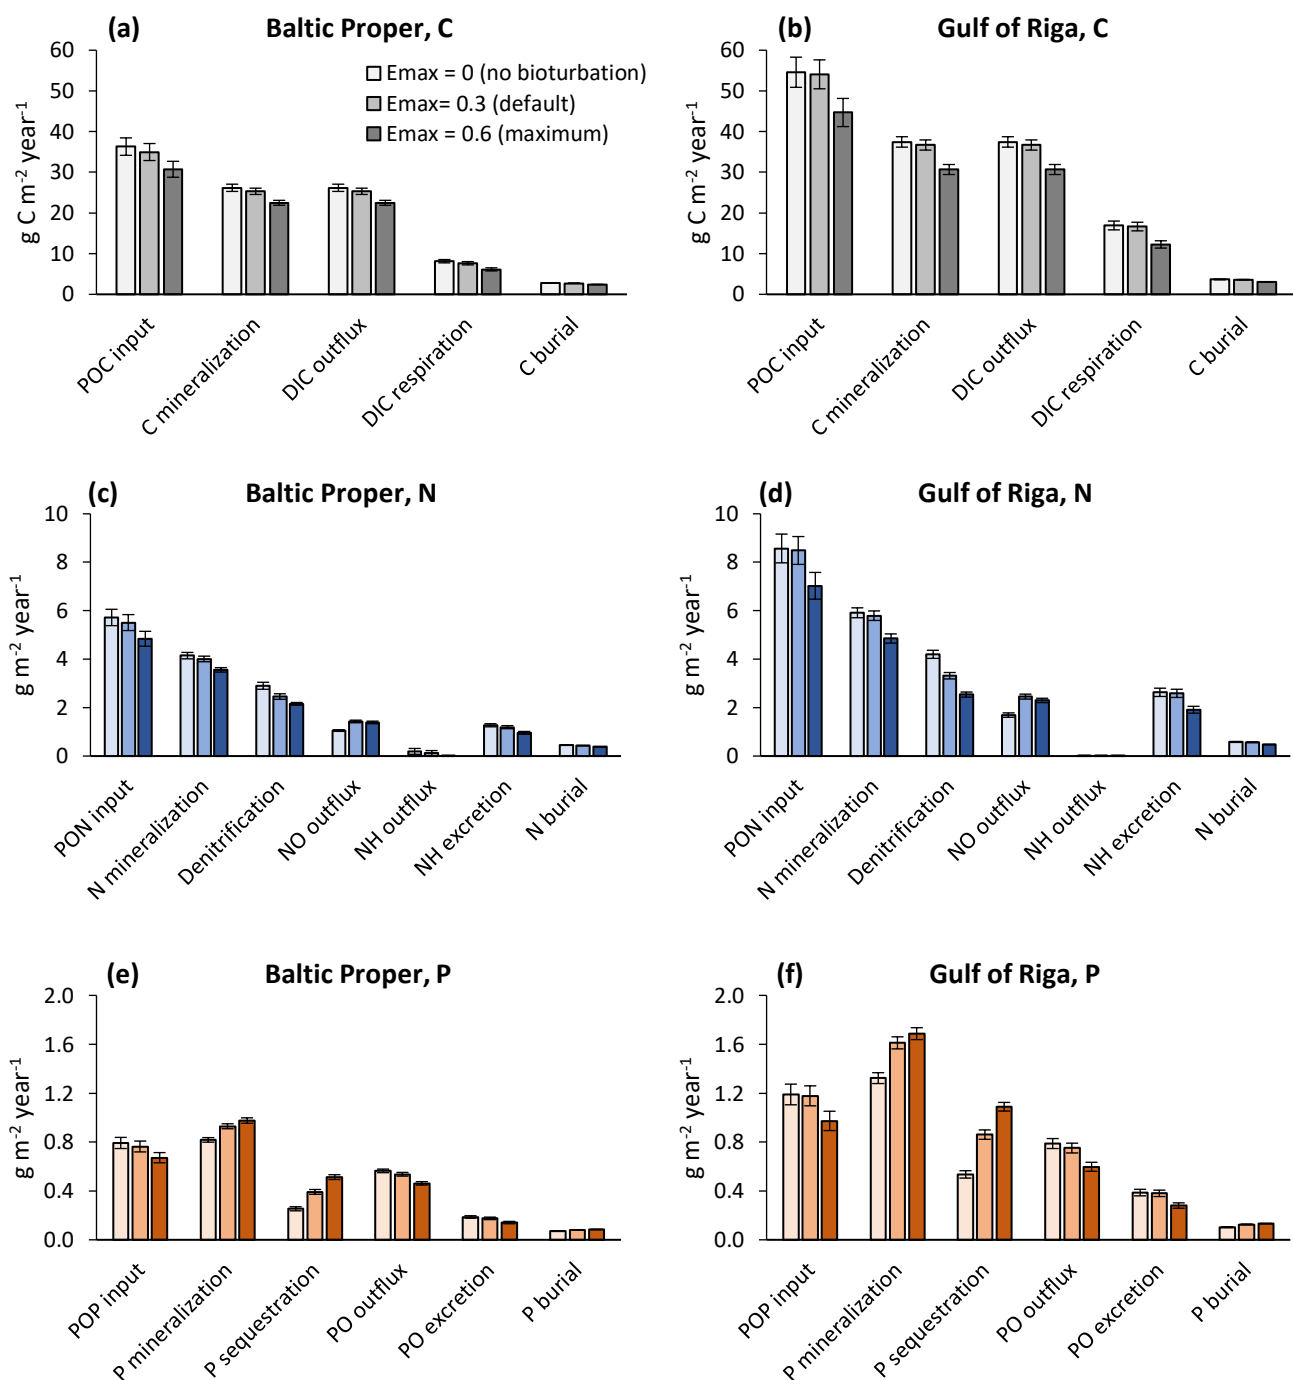 (a) Baltic Proper, C
g C m⁻² year⁻¹
60
50
40
30
20
10
0
Emax = 0 (no bioturbation)
Emax= 0.3 (default)
Emax = 0.6 (maximum)
POC input
C mineralization
DIC outflux
DIC respiration
C burial
(b) Gulf of Riga, C
g C m⁻² year⁻¹
60
50
40
30
20
10
0
POC input
C mineralization
DIC outflux
DIC respiration
C burial
(c) Baltic Proper, N
g m⁻² year⁻¹
10
8
6
4
2
0
PON input
N mineralization
Denitrification
NO outflux
NH outflux
NH excretion
N burial
(d) Gulf of Riga, N
g m⁻² year⁻¹
10
8
6
4
2
0
PON input
N mineralization
Denitrification
NO outflux
NH outflux
NH excretion
N burial
(e) Baltic Proper, P
g m⁻² year⁻¹
2.0
1.6
1.2
0.8
0.4
0.0
POP input
P mineralization
P sequestration
PO outflux
PO excretion
P burial
(f) Gulf of Riga, P
g m⁻² year⁻¹
2.0
1.6
1.2
0.8
0.4
0.0
POP input
P mineralization
P sequestration
PO outflux
PO excretion
P burial